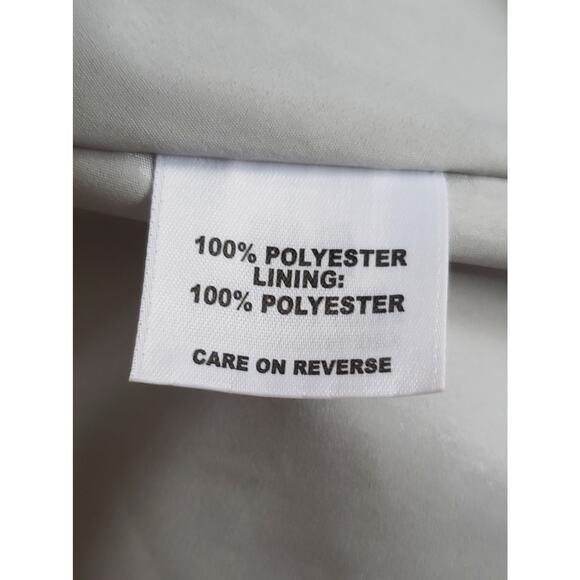 100% POLYESTER
LINING:
100% POLYESTER
CARE ON REVERSE